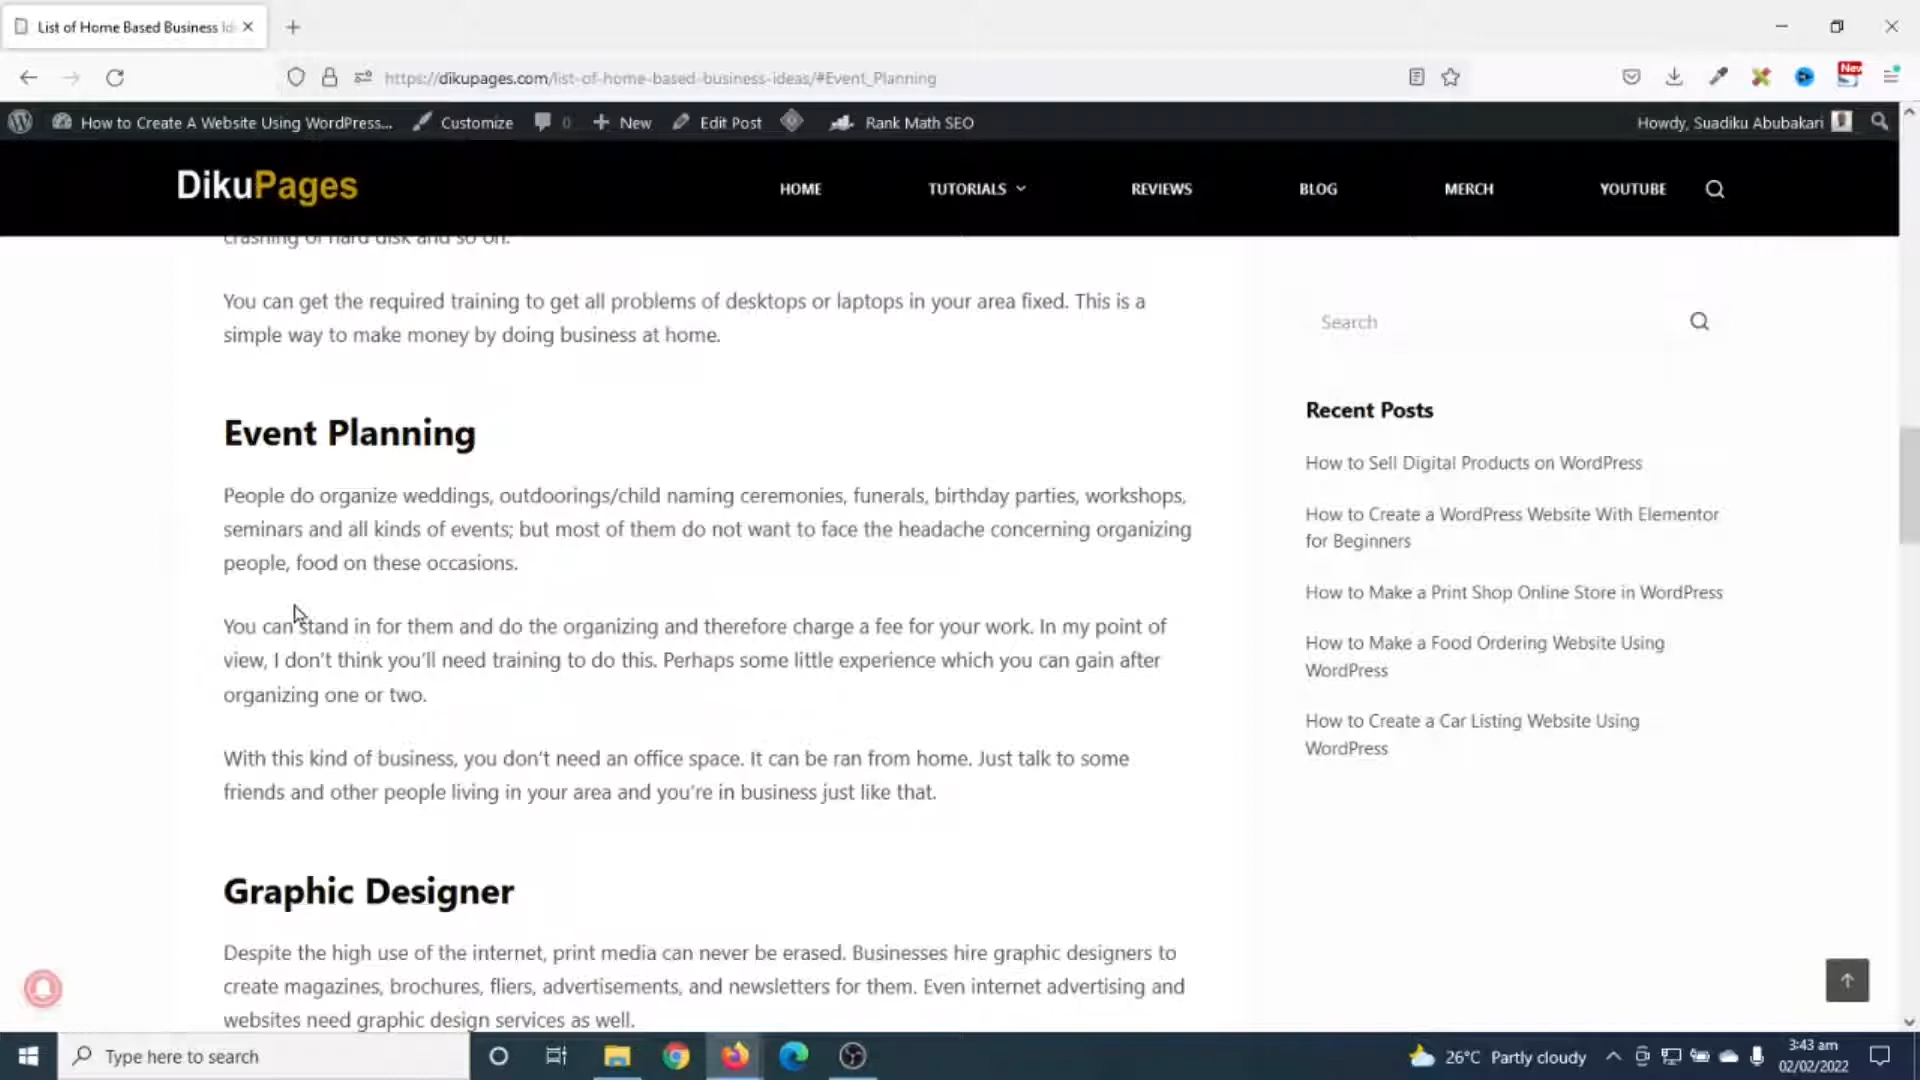 List of Home Based Business Id
https://dikupages.com/list-of-home-based-business-ideas/#Event_Planning
New
How to Create A Website Using WordPress...
Customize
0
New
Edit Post
Rank Math SEO
Howdy, Suadiku Abubakari
DikuPages
HOME
TUTORIALS
REVIEWS
BLOG
MERCH
YOUTUBE
crashing of hard disk and so on.
You can get the required training to get all problems of desktops or laptops in your area fixed. This is a
simple way to make money by doing business at home.
Event Planning
People do organize weddings, outdoorings/child naming ceremonies, funerals, birthday parties, workshops,
seminars and all kinds of events; but most of them do not want to face the headache concerning organizing
people, food on these occasions.
You can stand in for them and do the organizing and therefore charge a fee for your work. In my point of
view, I don't think you'll need training to do this. Perhaps some little experience which you can gain after
organizing one or two.
With this kind of business, you don't need an office space. It can be ran from home. Just talk to some
friends and other people living in your area and you're in business just like that.
Graphic Designer
Despite the high use of the internet, print media can never be erased. Businesses hire graphic designers to
create magazines, brochures, fliers, advertisements, and newsletters for them. Even internet advertising and
websites need graphic design services as well.
Search
Recent Posts
How to Sell Digital Products on WordPress
How to Create a WordPress Website With Elementor
for Beginners
How to Make a Print Shop Online Store in WordPress
How to Make a Food Ordering Website Using
WordPress
How to Create a Car Listing Website Using
WordPress
Type here to search
26°C Partly cloudy
3:43 am
02/02/2022